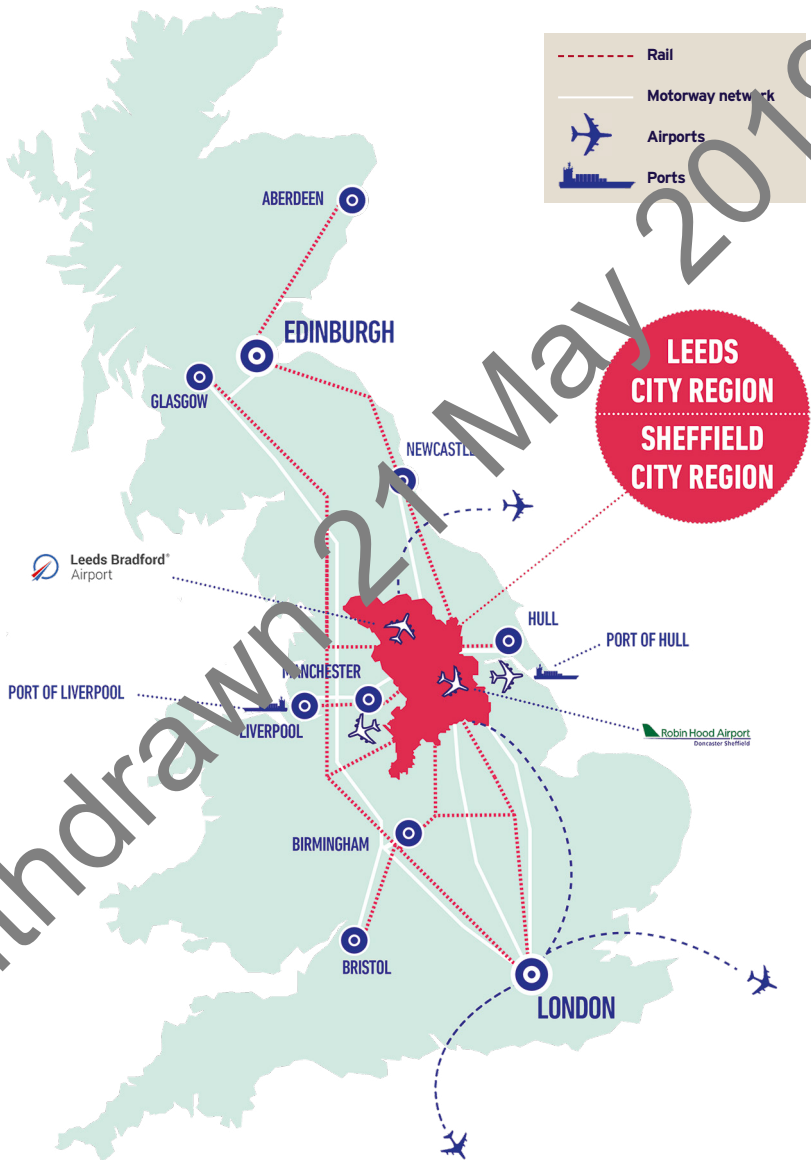 Rail
Motorway network
Airports
Ports
ABERDEEN
EDINBURGH
GLASGOW
NEWCASTLE
LEEDS
CITY REGION
SHEFFIELD
CITY REGION
Leeds Bradford
Airport
HULL
PORT OF HULL
MANCHESTER
PORT OF LIVERPOOL
LIVERPOOL
Robin Hood Airport
Doncaster Sheffield
BIRMINGHAM
BRISTOL
LONDON
thdrawn 21 May 2019